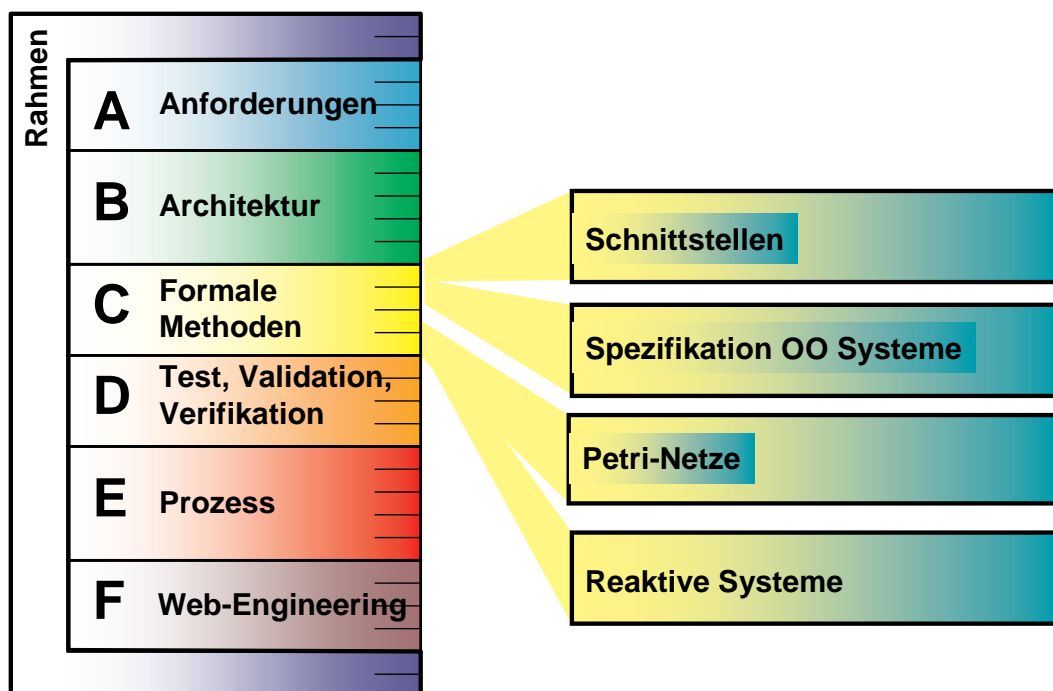 Rahmen
A Anforderungen
B Architektur
C Formale
Methoden
D Test, Validation,
Verifikation
E Prozess
F Web-Engineering
Schnittstellen
Spezifikation OO Systeme
Petri-Netze
Reaktive Systeme